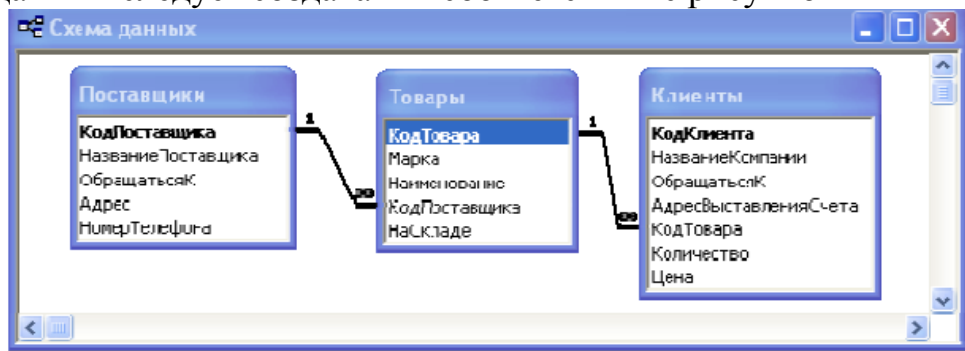 Схема данных
Поставщики
КодПоставщика
НазваниеПоставщика
ОбращатьсяК
Адрес
НомерТелефона
1
∞
Товары
КодТовара
Марка
Наименование
КодПоставщика
НаСкладе
1
∞
Клиенты
КодКлиента
НазваниеКомпании
ОбращатьсяК
АдресВыставленияСчета
КодТовара
Количество
Цена